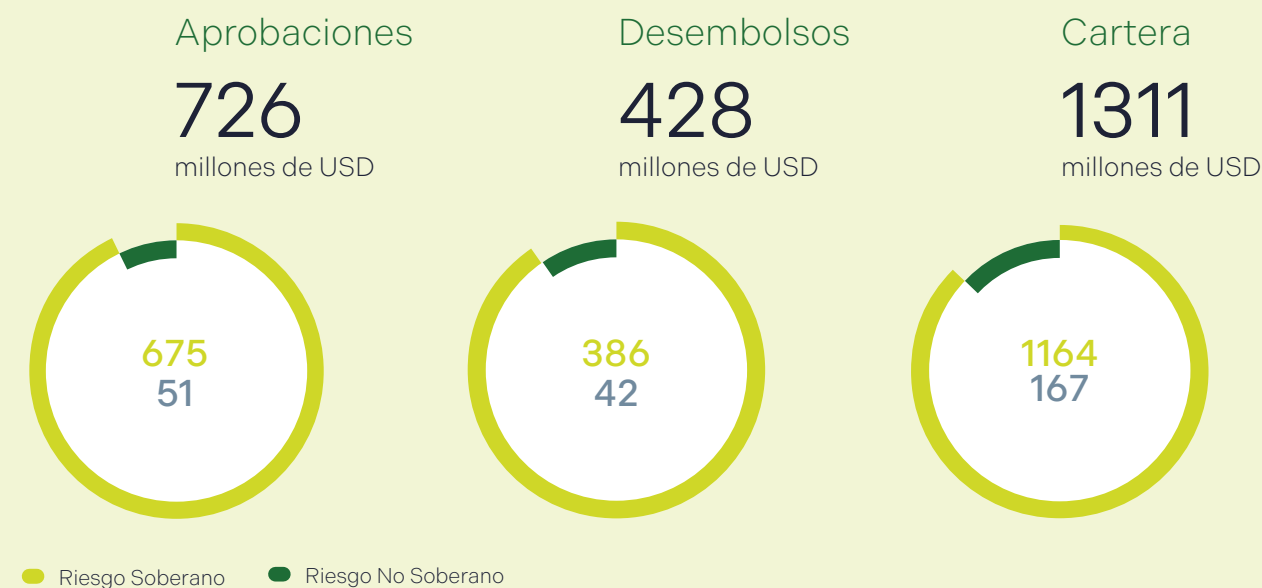 Aprobaciones
726
millones de USD
675
51
Desembolsos
428
millones de USD
386
42
Cartera
1311
millones de USD
1164
167
Riesgo Soberano
Riesgo No Soberano